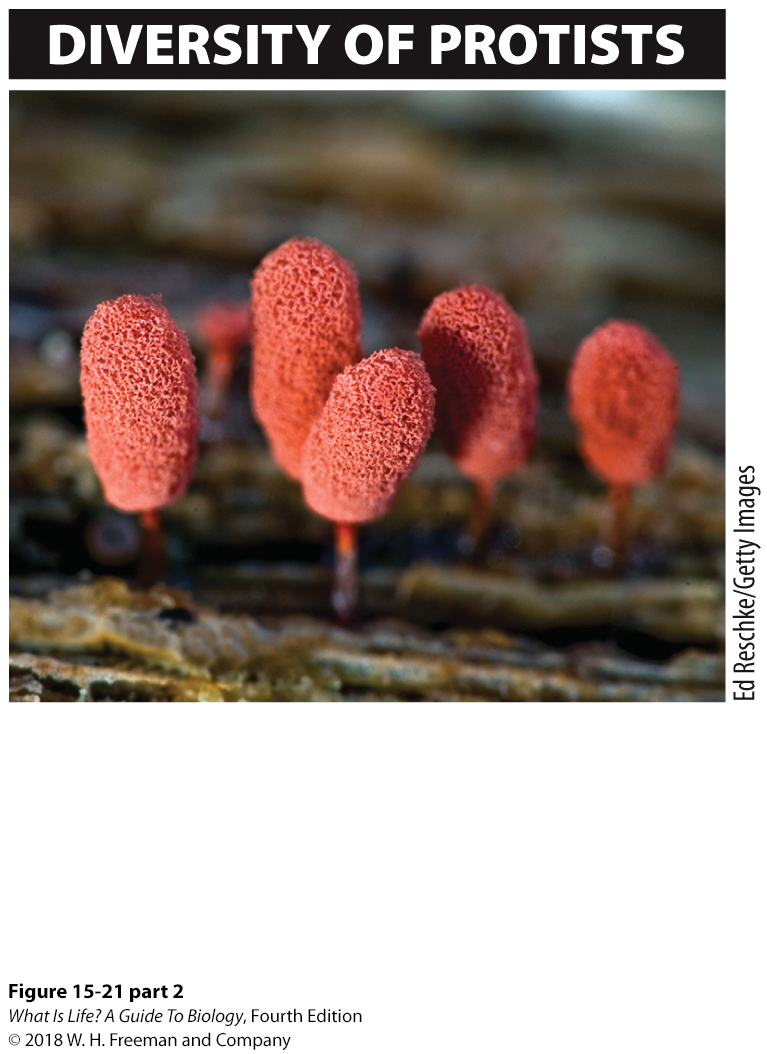 DIVERSITY OF PROTISTS
Ed Reschke/Getty Images
Figure 15-21 part 2
What Is Life? A Guide To Biology, Fourth Edition
© 2018 W. H. Freeman and Company